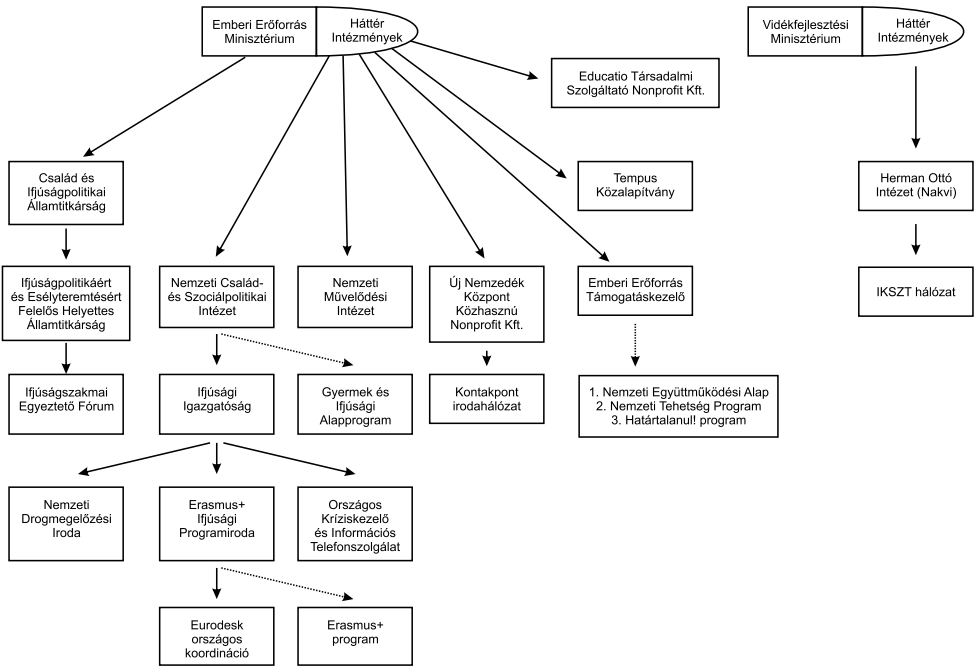 Emberi Erőforrás
Minisztérium
Háttér
Intézmények
Vidékfejlesztési
Minisztérium
Háttér
Intézmények
Educatio Társadalmi
Szolgáltató Nonprofit Kft.
Család és
Ifjúságpolitikai
Államtitkárság
Tempus
Közalapítvány
Herman Ottó
Intézet (Nakvi)
Ifjúságpolitikáért
és Esélyteremtésért
Felelős Helyettes
Államtitkárság
Nemzeti Család-
és Szociálpolitikai
Intézet
Nemzeti
Művelődési
Intézet
Új Nemzedék
Központ
Közhasznú
Nonprofit Kft.
Emberi Erőforrás
Támogatáskezelő
IKSZT hálózat
Ifjúságszakmai
Egyeztető Fórum
Ifjúsági
Igazgatóság
Gyermek és
Ifjúsági
Alapprogram
Kontakpont
irodahálózat
1. Nemzeti Együttműködési Alap
2. Nemzeti Tehetség Program
3. Határtalanul! program
Nemzeti
Drogmegelőzési
Iroda
Erasmus+
Ifjúsági
Programiroda
Országos
Kríziskezelő
és Információs
Telefonszolgálat
Eurodesk
országos
koordináció
Erasmus+
program